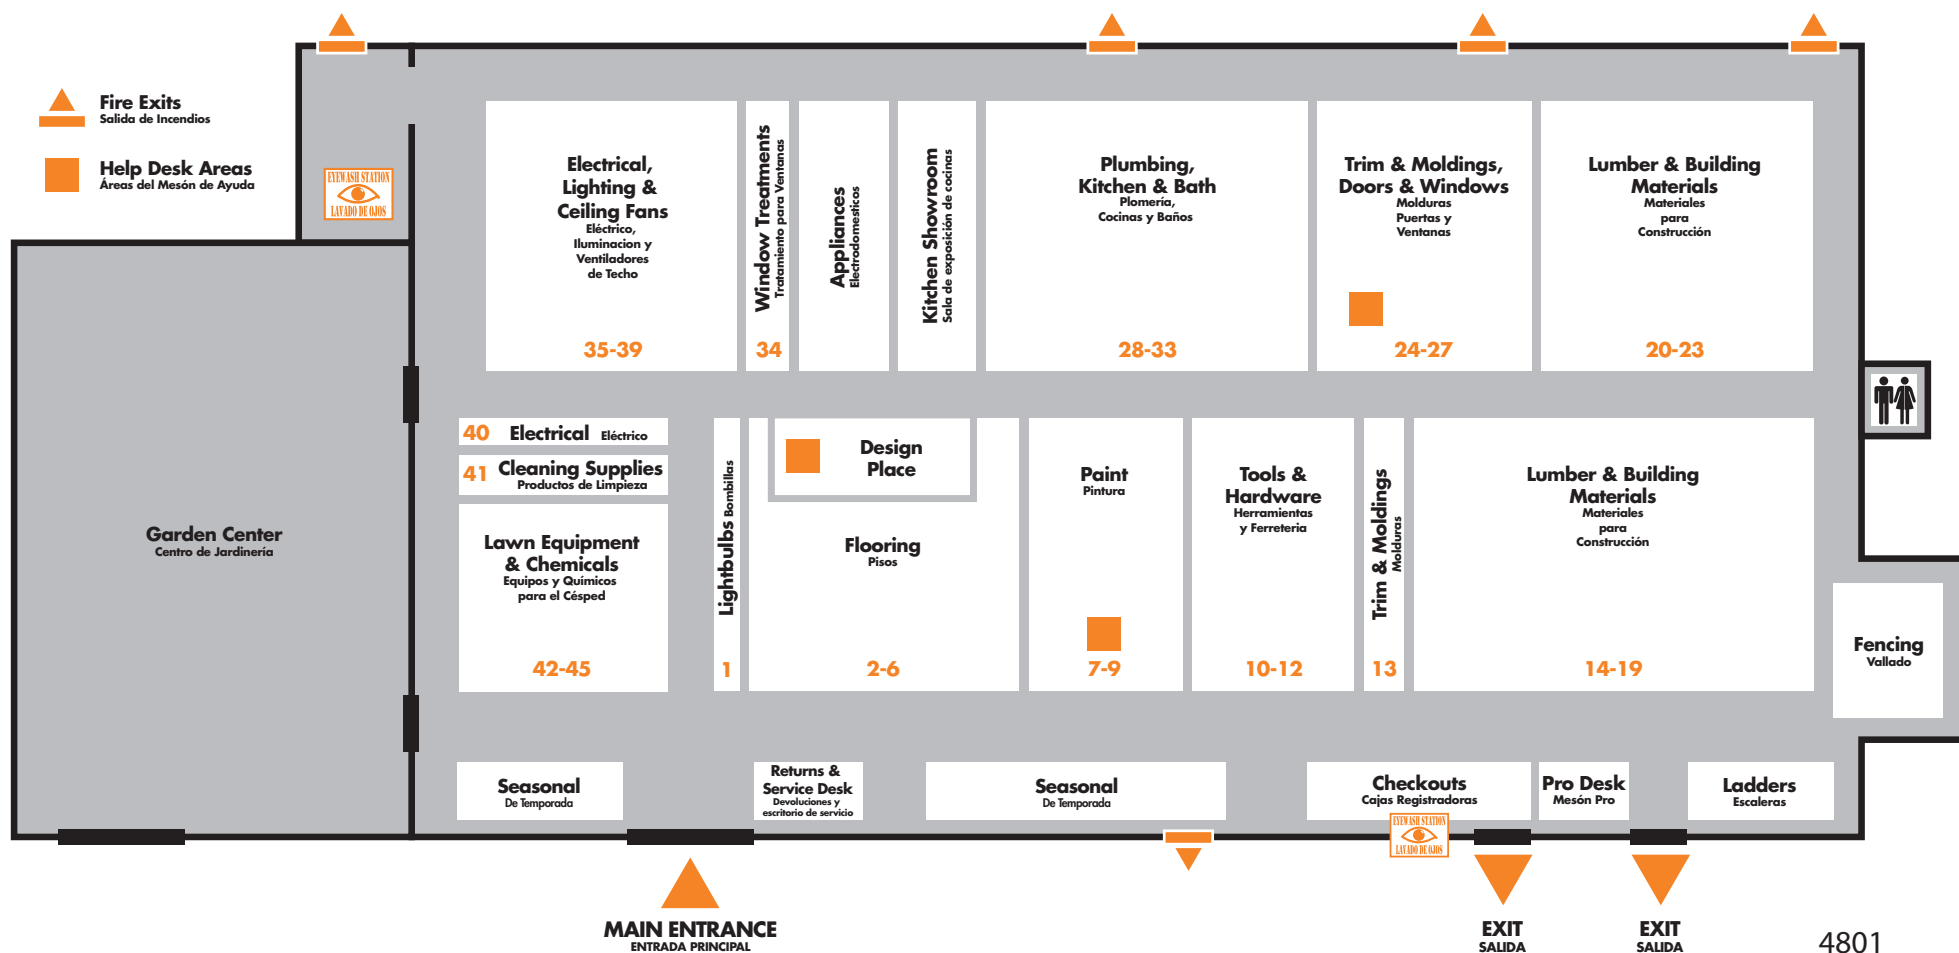 Fire Exits
Salida de Incendios
Help Desk Areas
Áreas del Mesón de Ayuda
EYEWASH STATION
LAVADO DE OJOS
Electrical,
Lighting &
Ceiling Fans
Eléctrico,
Iluminacion y
Ventiladores
de Techo
35-39
Window Treatments
Tratamiento para Ventanas
34
Appliances
Electrodomesticos
Kitchen Showroom
Sala de exposición de cocinas
Plumbing,
Kitchen & Bath
Plomería,
Cocinas y Baños
28-33
Trim & Moldings,
Doors & Windows
Molduras
Puertas y
Ventanas
24-27
Lumber & Building
Materials
Materiales
para
Construcción
20-23
Garden Center
Centro de Jardinería
40 Electrical Eléctrico
41 Cleaning Supplies
Productos de Limpieza
Lawn Equipment
& Chemicals
Equipos y Químicos
para el Césped
42-45
Lightbulbs Bombillas
1
Design
Place
Flooring
Pisos
2-6
Paint
Pintura
7-9
Tools &
Hardware
Herramientas
y Ferreteria
10-12
Trim & Moldings
Molduras
13
Lumber & Building
Materials
Materiales
para
Construcción
14-19
Fencing
Vallado
Seasonal
De Temporada
Returns &
Service Desk
Devoluciones y
escritorio de servicio
Seasonal
De Temporada
Checkouts
Cajas Registradoras
Pro Desk
Mesón Pro
Ladders
Escaleras
EYEWASH STATION
LAVADO DE OJOS
MAIN ENTRANCE
ENTRADA PRINCIPAL
EXIT
SALIDA
EXIT
SALIDA
4801